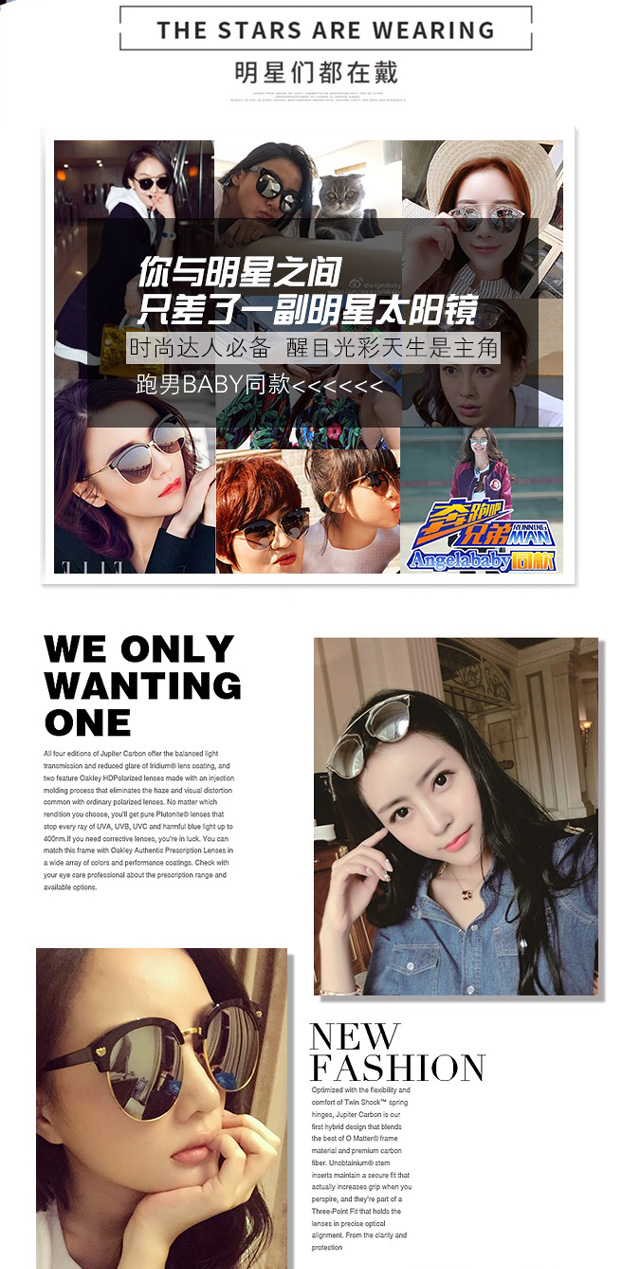 THE STARS ARE WEARING
明星们都在戴
你与明星之间
只差了一副明星太阳镜
时尚达人必备 醒目光彩天生是主角
跑男BABY同款<<<<<<
奔跑吧
兄弟
RUNNING
MAN
Angelababy同款
WE ONLY
WANTING
ONE
All four editions of Jupiter Carbon offer the balanced light
transmission and reduced glare of Iridium® lens coating, and
two feature Oakley HDPolarized lenses made with an injection
molding process that eliminates the haze and visual distortion
common with ordinary polarized lenses. No matter which
rendition you choose, you'll get pure Plutonite® lenses that
stop every ray of UVA, UVB, UVC and harmful blue light up to
400nm.If you need corrective lenses, you're in luck. You can
match this frame with Oakley Authentic Prescription Lenses in
a wide array of colors and performance coatings. Check with
your eye care professional about the prescription range and
available options.
NEW
FASHION
Optimized with the flexibility and
comfort of Twin Shock™ spring
hinges, Jupiter Carbon is our
first hybrid design that blends
the best of O Matter® frame
material and premium carbon
fiber. Unobtainium® stem
inserts maintain a secure fit that
actually increases grip when you
perspire, and they're part of a
Three-Point Fit that holds the
lenses in precise optical
alignment. From the clarity and
protection